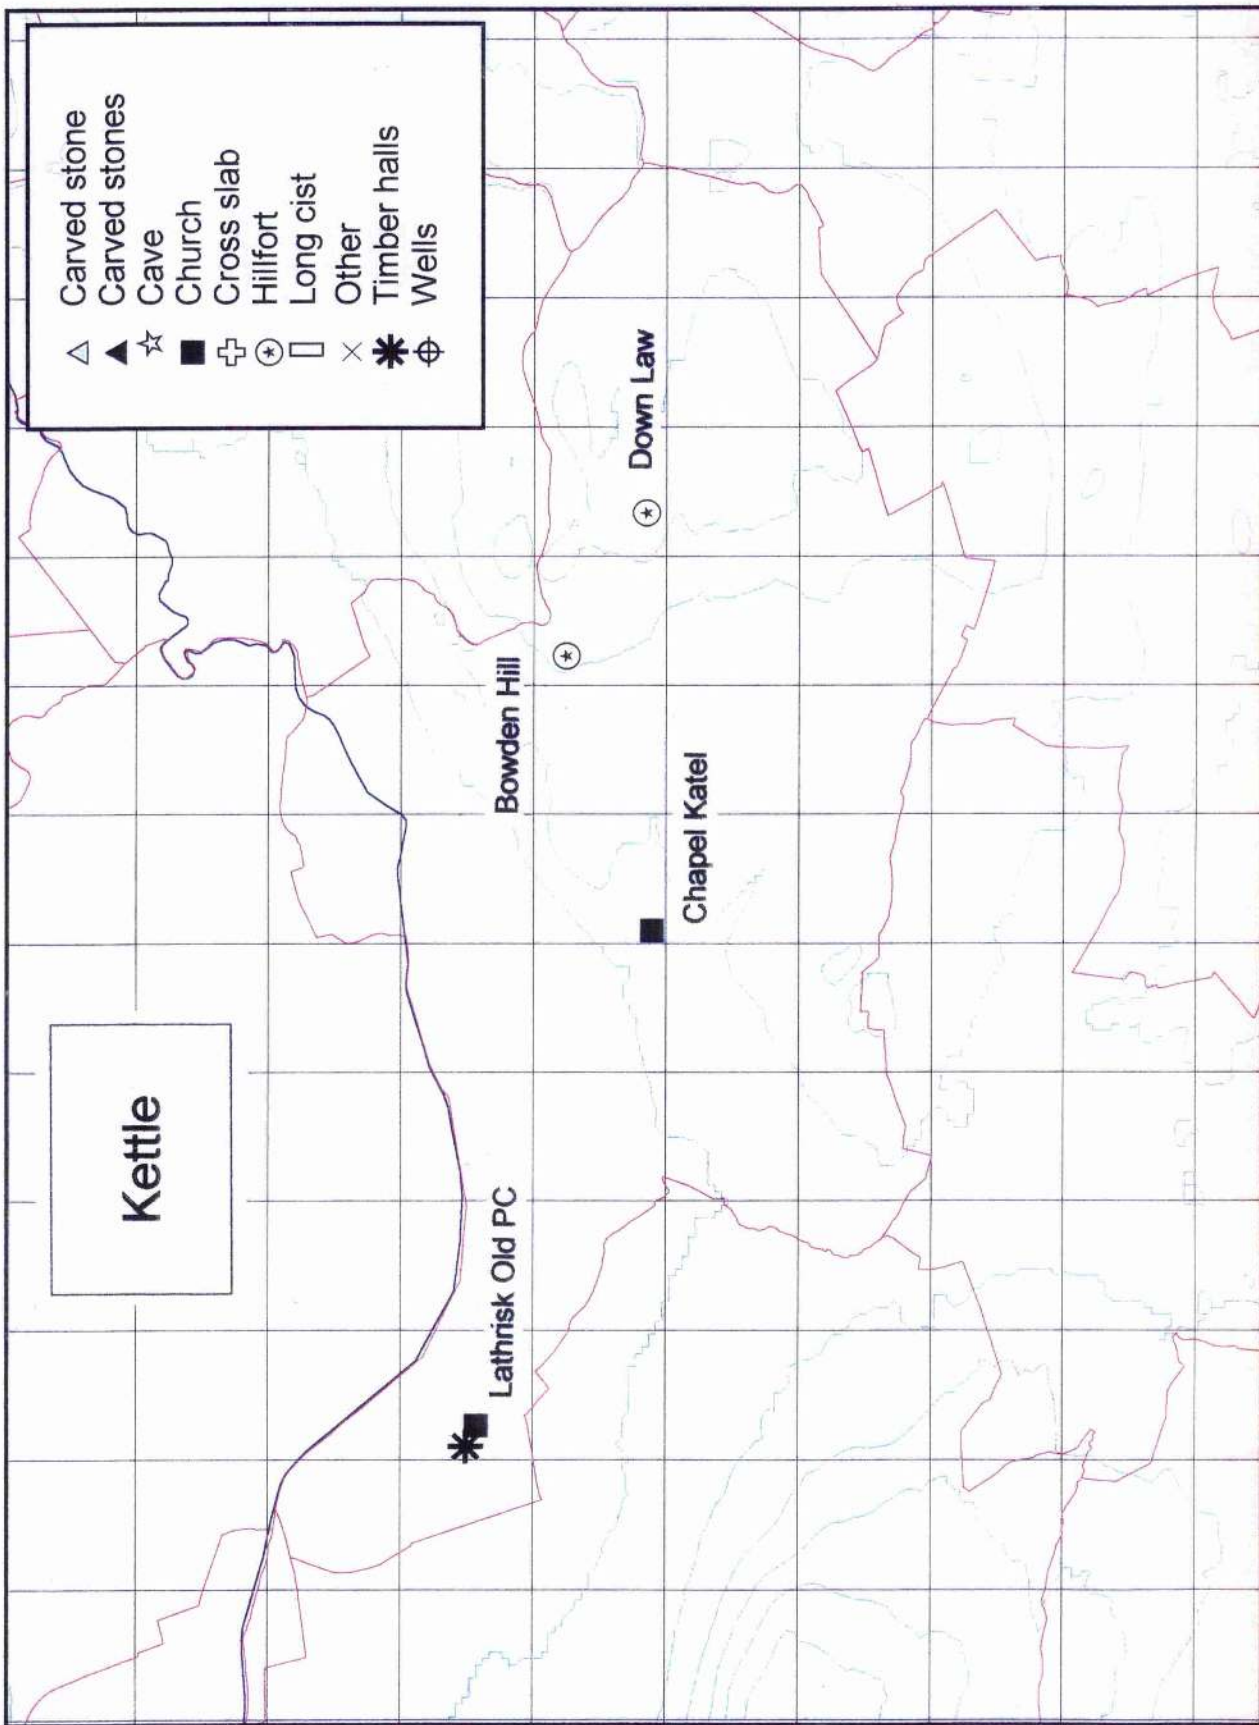 Kettle
Carved stone
Carved stones
Cave
Church
Cross slab
Hillfort
Long cist
Other
Timber halls
Wells
Bowden Hill
Down Law
Lathrisk Old PC
Chapel Katel